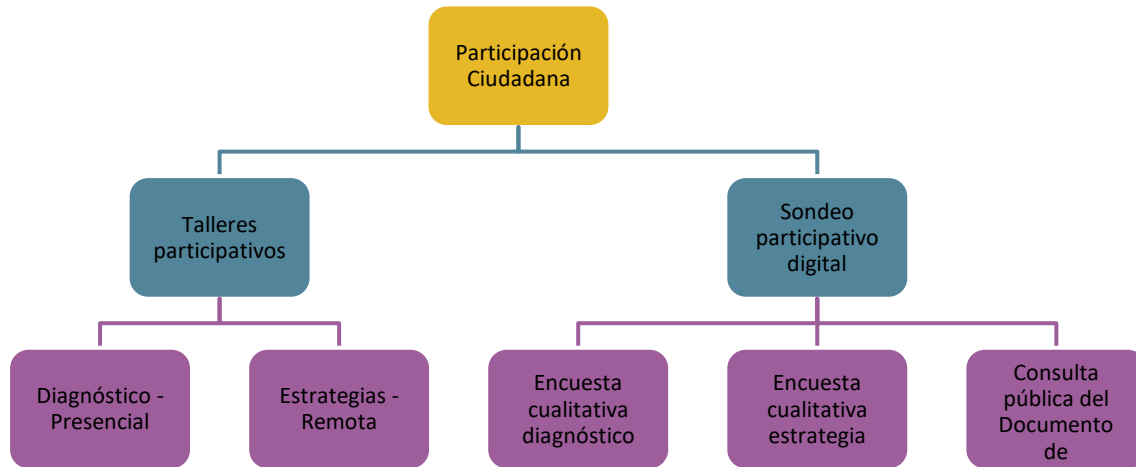 Participación
Ciudadana
Talleres
participativos
Sondeo
participativo
digital
Diagnóstico -
Presencial
Estrategias -
Remota
Encuesta
cualitativa
diagnóstico
Encuesta
cualitativa
estrategia
Consulta
pública del
Documento
de